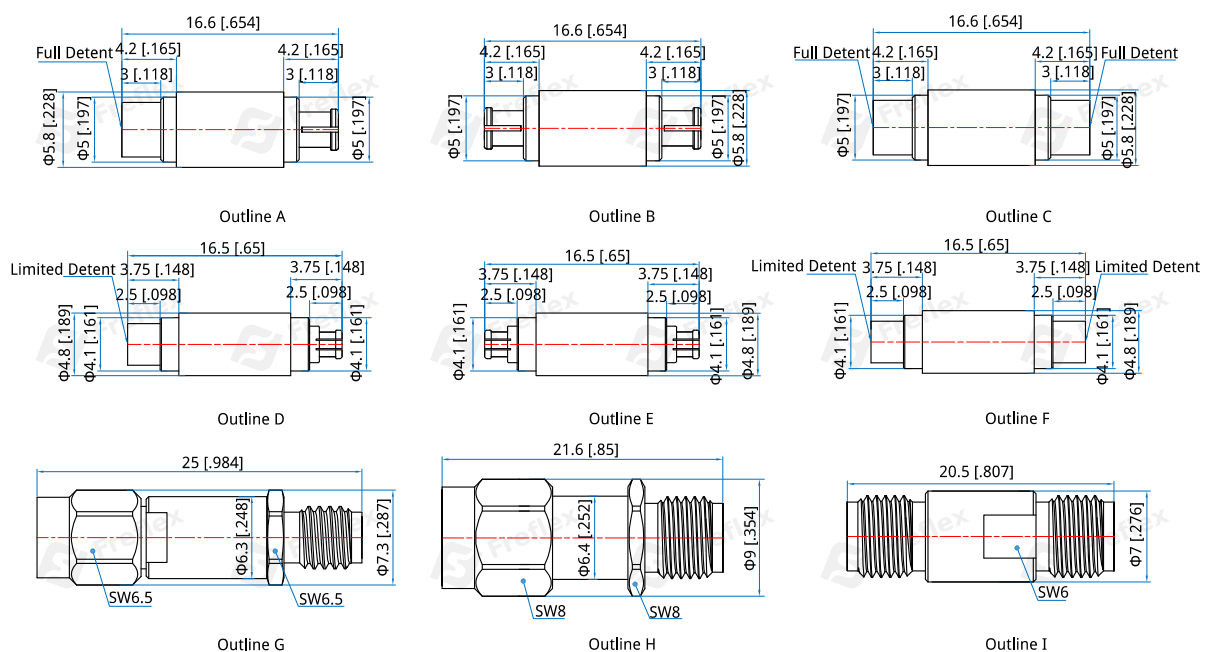 16.6 [.654]
Full Detent
4.2 [.165]
4.2 [.165]
3 [.118]
3 [.118]
Φ5.8 [.228]
Φ5 [.197]
Φ5 [.197]
Freflex
Outline A
16.6 [.654]
4.2 [.165]
4.2 [.165]
3 [.118]
3 [.118]
Φ5 [.197]
Φ5 [.197]
Φ5.8 [.228]
Freflex
Outline B
16.6 [.654]
Full Detent
4.2 [.165]
4.2 [.165]
Full Detent
3 [.118]
3 [.118]
Φ5 [.197]
Φ5 [.197]
Φ5.8 [.228]
Freflex
Outline C
16.5 [.65]
Limited Detent
3.75 [.148]
3.75 [.148]
2.5 [.098]
2.5 [.098]
Φ4.8 [.189]
Φ4.1 [.161]
Φ4.1 [.161]
Freflex
Outline D
16.5 [.65]
3.75 [.148]
3.75 [.148]
2.5 [.098]
2.5 [.098]
Φ4.1 [.161]
Φ4.1 [.161]
Φ4.8 [.189]
Freflex
Outline E
16.5 [.65]
Limited Detent
3.75 [.148]
3.75 [.148]
Limited Detent
2.5 [.098]
2.5 [.098]
Φ4.1 [.161]
Φ4.1 [.161]
Φ4.8 [.189]
Freflex
Outline F
25 [.984]
Φ6.3 [.248]
Φ7.3 [.287]
Freflex
SW6.5
SW6.5
Outline G
21.6 [.85]
Φ6.4 [.252]
Φ9 [.354]
Freflex
SW8
SW8
Outline H
20.5 [.807]
Φ7 [.276]
Freflex
SW6
Outline I